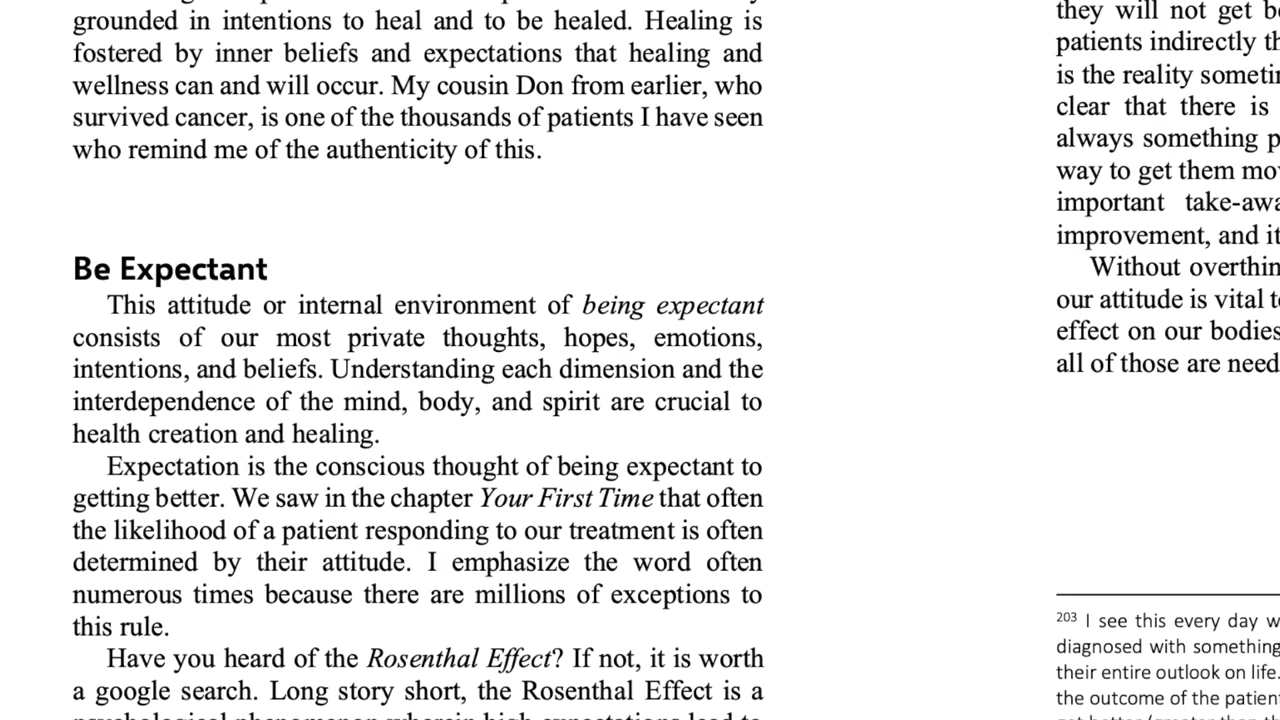 grounded in intentions to heal and to be healed. Healing is
fostered by inner beliefs and expectations that healing and
wellness can and will occur. My cousin Don from earlier, who
survived cancer, is one of the thousands of patients I have seen
who remind me of the authenticity of this.
Be Expectant
This attitude or internal environment of being expectant
consists of our most private thoughts, hopes, emotions,
intentions, and beliefs. Understanding each dimension and the
interdependence of the mind, body, and spirit are crucial to
health creation and healing.
Expectation is the conscious thought of being expectant to
getting better. We saw in the chapter Your First Time that often
the likelihood of a patient responding to our treatment is often
determined by their attitude. I emphasize the word often
numerous times because there are millions of exceptions to
this rule.
Have you heard of the Rosenthal Effect? If not, it is worth
a google search. Long story short, the Rosenthal Effect is a
psychological phenomenon wherein high expectations lead to
they will not get
patients indirectly
is the reality
clear that there is
always something
way to get them
important
improvement, and
Without
our attitude is vital
effect on our bodies
all of those are
203 I see this every day
diagnosed with something
their entire outlook on life.
the outcome of the patient